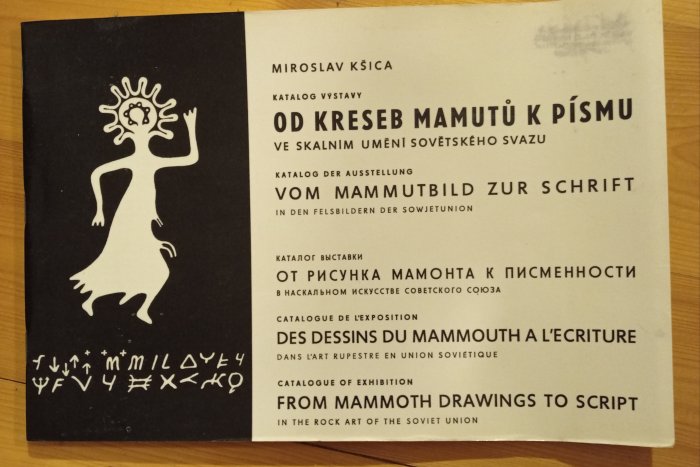 MIROSLAV KŠICA
KATALOG VÝSTAVY
OD KRESEB MAMUTŮ K PÍSMU
VE SKALNÍM UMĚNÍ SOVĚTSKÉHO SVAZU
KATALOG DER AUSSTELLUNG
VOM MAMMUTBILD ZUR SCHRIFT
IN DEN FELSBILDERN DER SOWJETUNION
КАТАЛОГ ВЫСТАВКИ
ОТ РИСУНКА МАМОНТА К ПИСМЕННОСТИ
В НАСКАЛЬНОМ ИСКУССТВЕ СОВЕТСКОГО СОЮЗА
CATALOGUE DE L'EXPOSITION
DES DESSINS DU MAMMOUTH A L'ECRITURE
DANS L'ART RUPESTRE EN UNION SOVIÉTIQUE
CATALOGUE OF EXHIBITION
FROM MAMMOTH DRAWINGS TO SCRIPT
IN THE ROCK ART OF THE SOVIET UNION